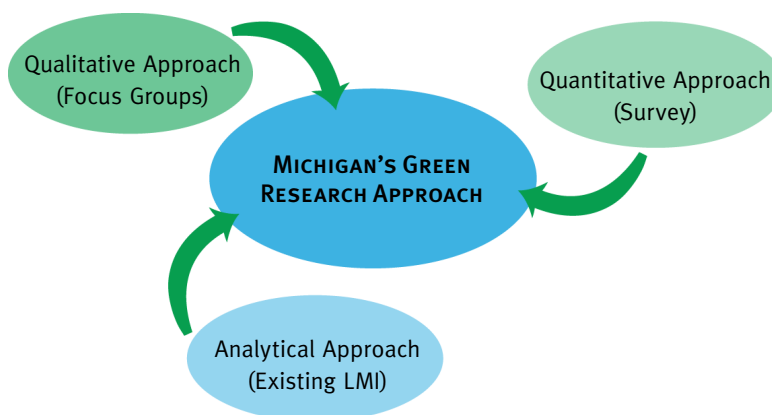 Qualitative Approach
(Focus Groups)
Quantitative Approach
(Survey)
Michigan's Green
Research Approach
Analytical Approach
(Existing LMI)